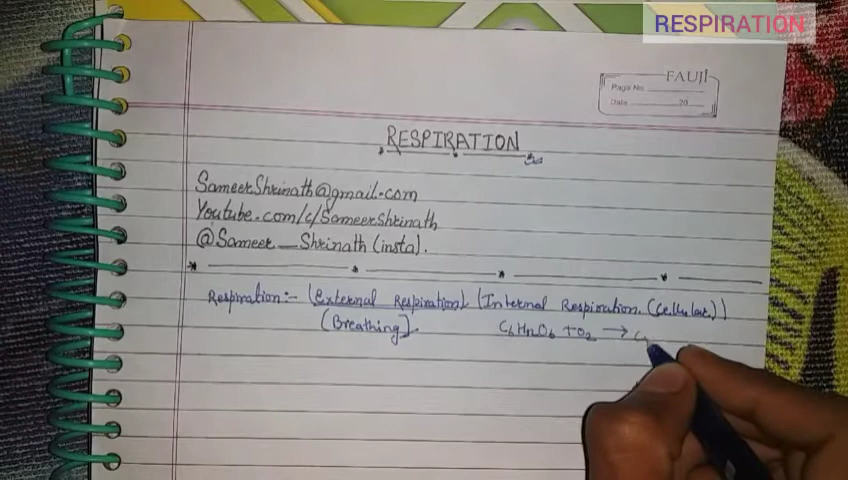 RESPIRATION
FAUJI
Page No.
Date 20
RESPIRATION
SameerShrinath@gmail.com
Youtube.com/c/SameerShrinath
@Sameer_Shrinath (insta).
Respiration:- (External Respiration) (Internal Respiration. (Cellular))
(Breathing). C6H12O6 + O2 →